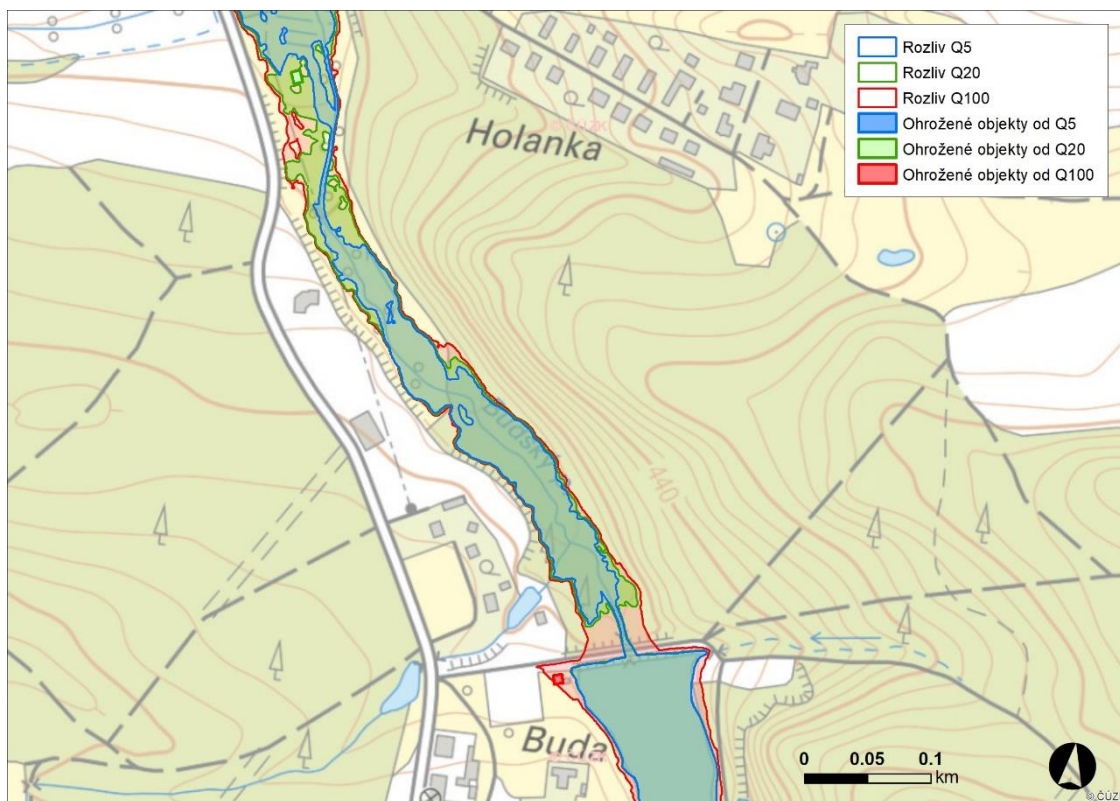 Rozliv Q5
Rozliv Q20
Rozliv Q100
Ohrožené objekty od Q5
Ohrožené objekty od Q20
Ohrožené objekty od Q100
Holanka
440
Buda
0 0.05 0.1
km